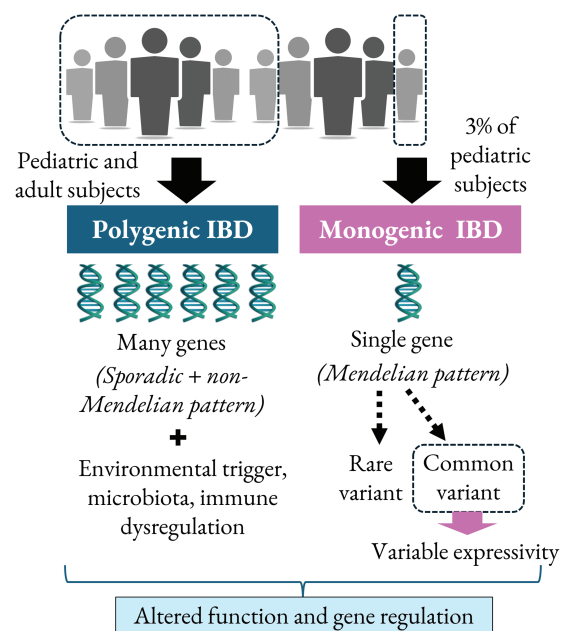 Pediatric and
adult subjects
3% of
pediatric
subjects
Polygenic IBD
Monogenic IBD
Many genes
(Sporadic + non-
Mendelian pattern)
+
Environmental trigger,
microbiota, immune
dysregulation
Single gene
(Mendelian pattern)
Rare
variant
Common
variant
Variable expressivity
Altered function and gene regulation